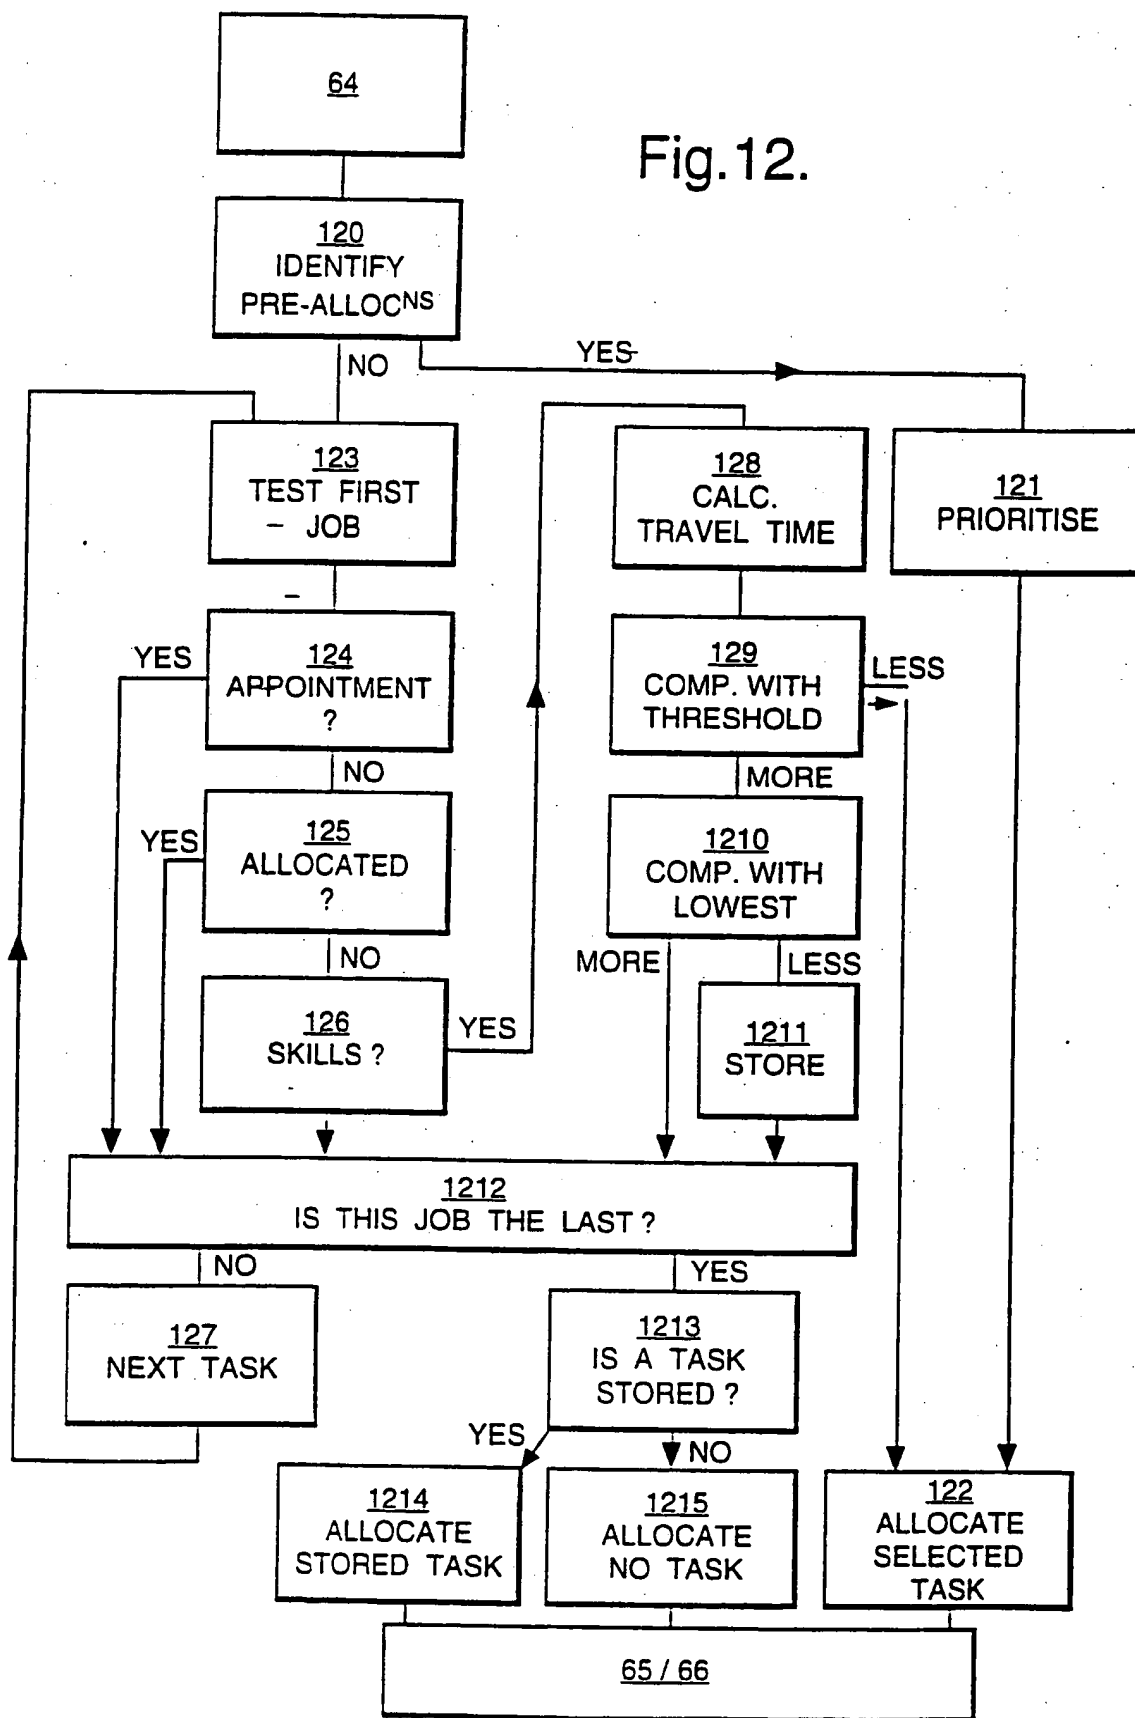 64
Fig.12.
120
IDENTIFY
PRE-ALLOCNS
NO
YES
123
TEST FIRST
JOB
128
CALC.
TRAVEL TIME
121
PRIORITISE
YES
124
APPOINTMENT
?
129
COMP. WITH
THRESHOLD
LESS
NO
MORE
YES
125
ALLOCATED
?
1210
COMP. WITH
LOWEST
NO
MORE
LESS
126
SKILLS ?
YES
1211
STORE
1212
IS THIS JOB THE LAST ?
NO
YES
127
NEXT TASK
1213
IS A TASK
STORED ?
YES
NO
1214
ALLOCATE
STORED TASK
1215
ALLOCATE
NO TASK
122
ALLOCATE
SELECTED
TASK
65 / 66